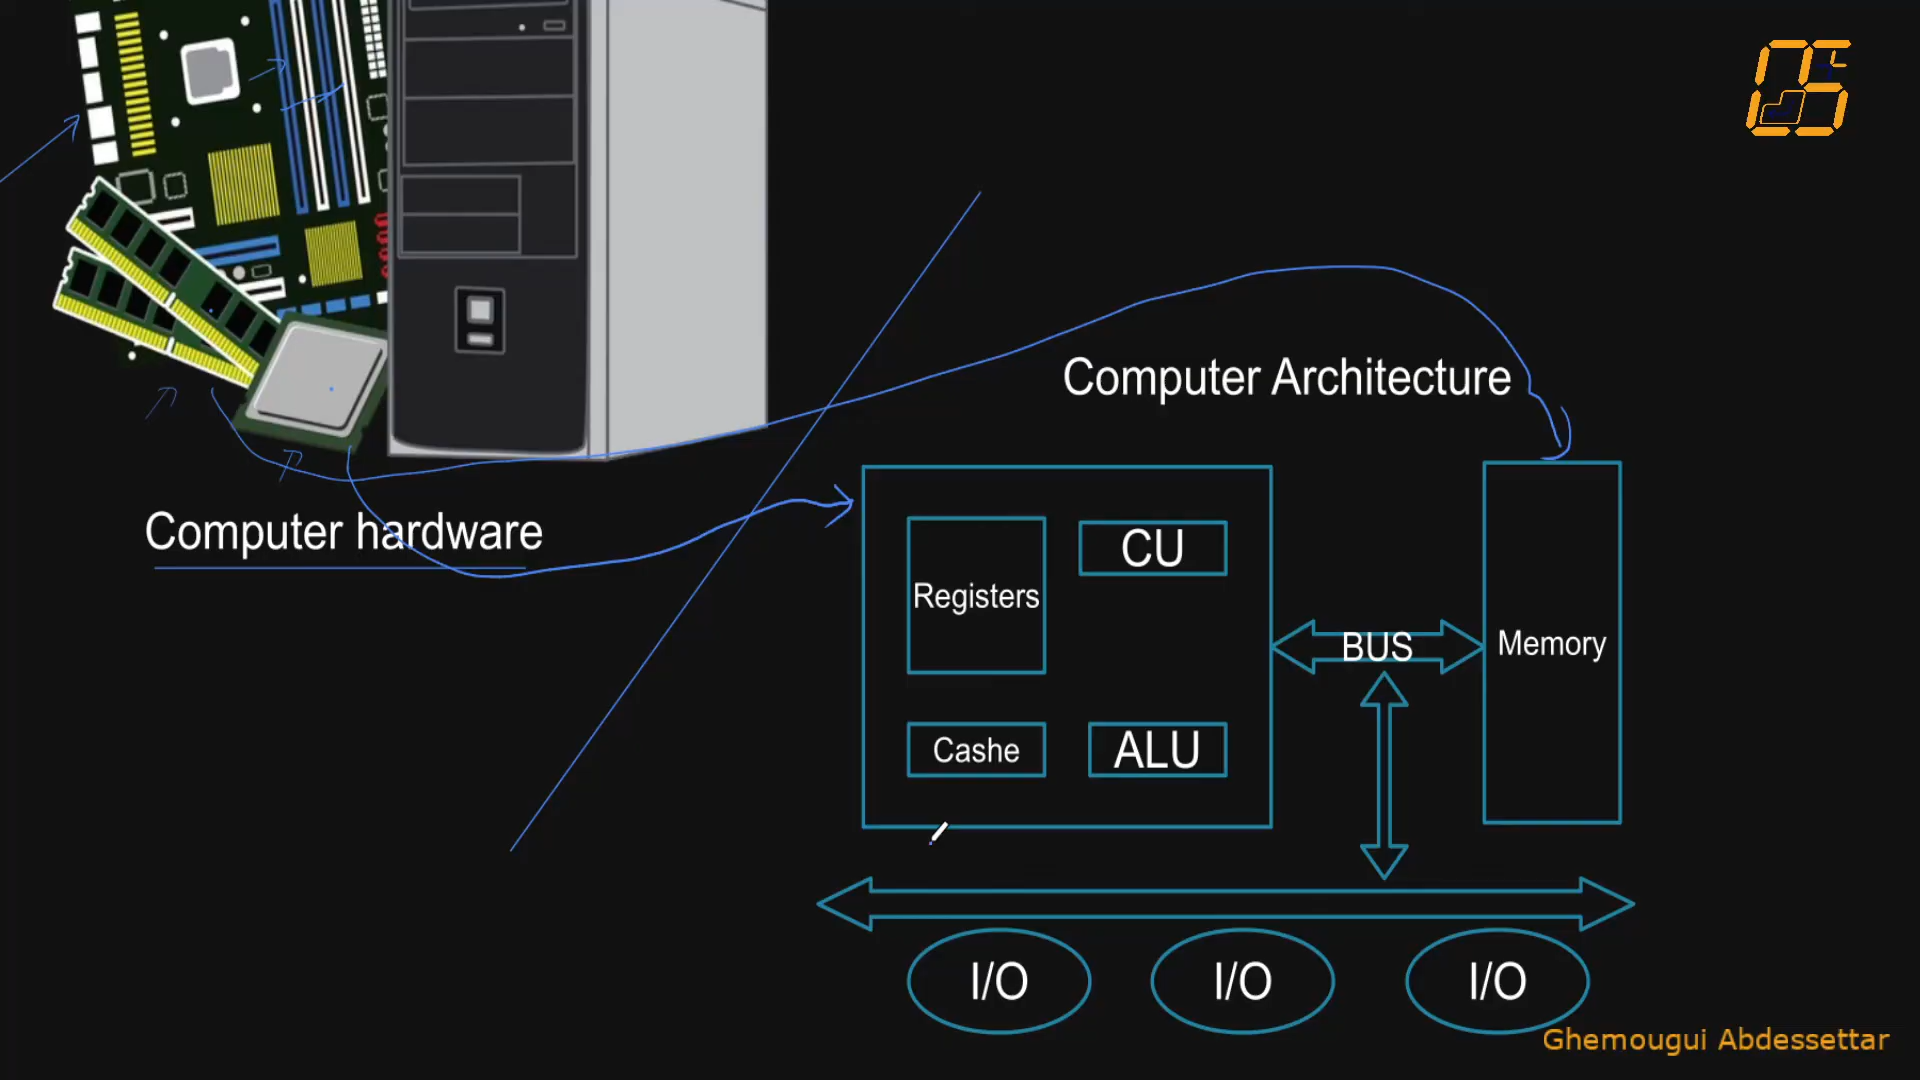 Computer Architecture
Computer hardware
CU
Registers
BUS
Memory
Cashe
ALU
I/O
I/O
I/O
Ghemougui Abdessettar